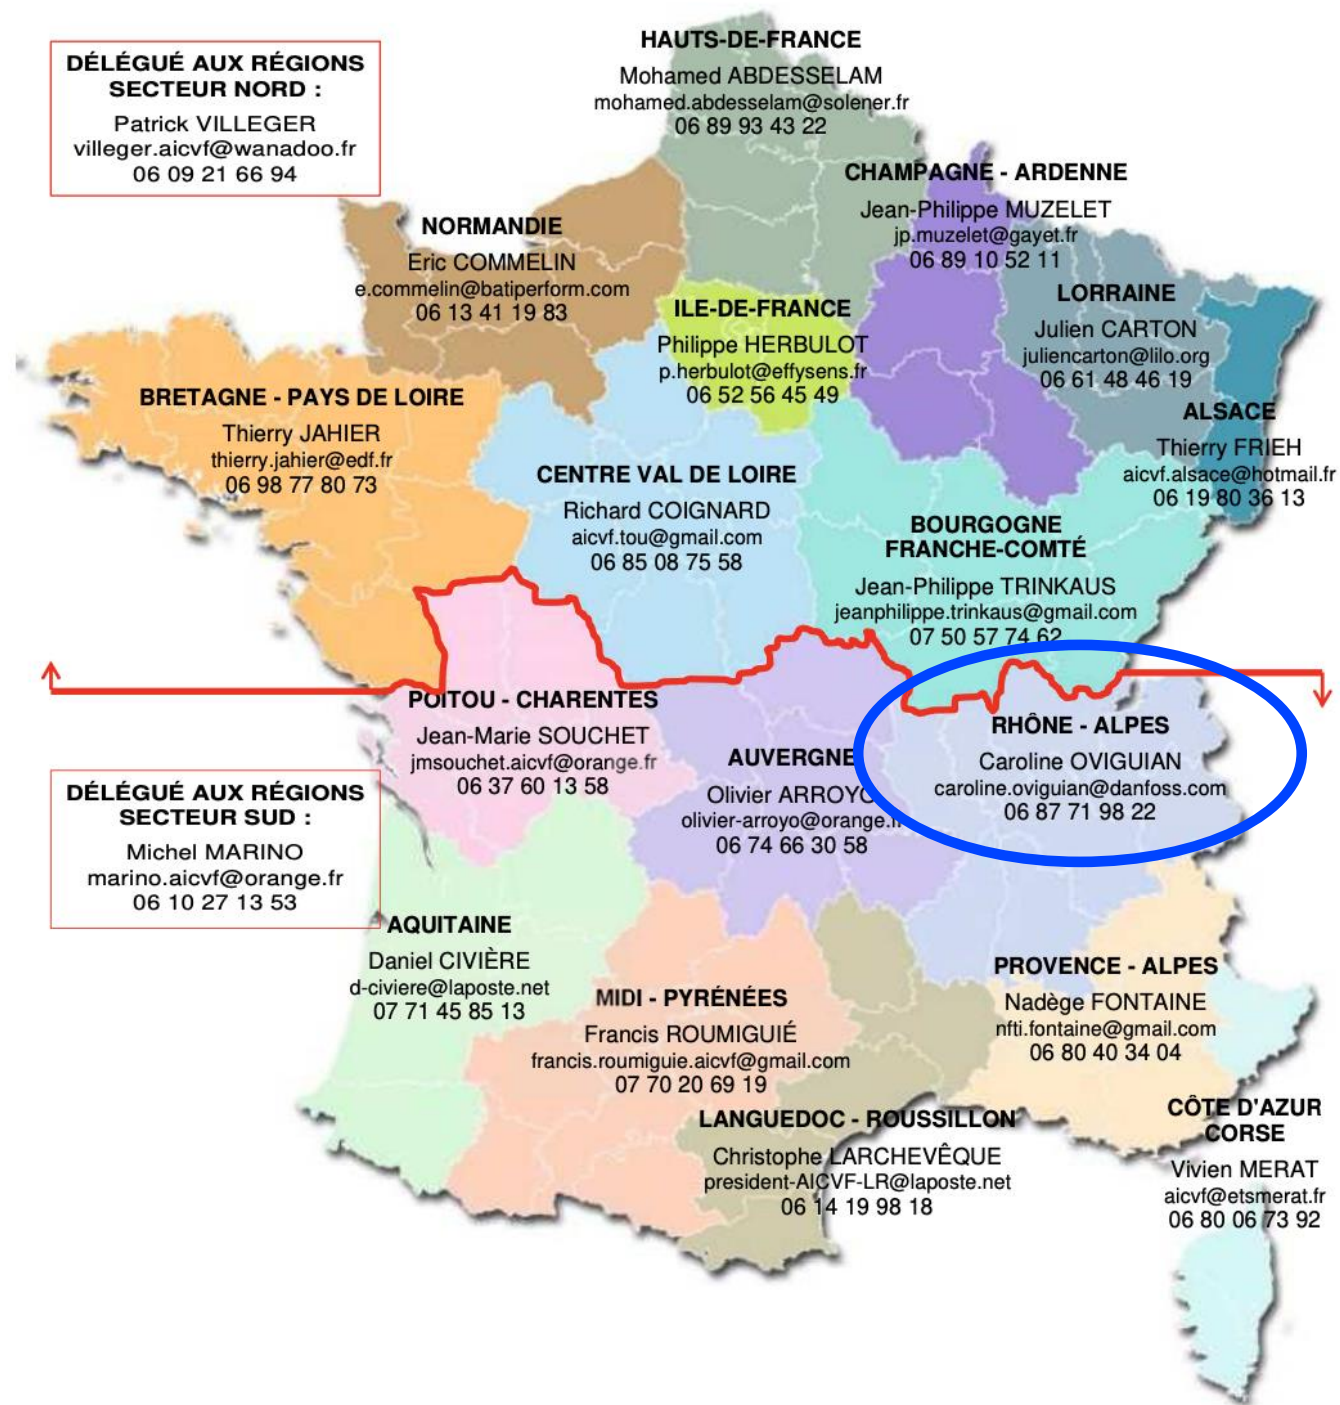 DÉLÉGUÉ AUX RÉGIONS
SECTEUR NORD :
Patrick VILLEGER
villeger.aicvf@wanadoo.fr
06 09 21 66 94
HAUTS-DE-FRANCE
Mohamed ABDESSELAM
mohamed.abdesselam@solener.fr
06 89 93 43 22
CHAMPAGNE - ARDENNE
Jean-Philippe MUZELET
jp.muzelet@gayet.fr
06 89 10 52 11
NORMANDIE
Eric COMMELIN
e.commelin@batiperform.com
06 13 41 19 83
ILE-DE-FRANCE
Philippe HERBULOT
p.herbulot@effysens.fr
06 52 56 45 49
LORRAINE
Julien CARTON
juliencarton@lilo.org
06 61 48 46 19
BRETAGNE - PAYS DE LOIRE
Thierry JAHIER
thierry.jahier@edf.fr
06 98 77 80 73
ALSACE
Thierry FRIEH
aicvf.alsace@hotmail.fr
06 19 80 36 13
CENTRE VAL DE LOIRE
Richard COIGNARD
aicvf.tou@gmail.com
06 85 08 75 58
BOURGOGNE
FRANCHE-COMTÉ
Jean-Philippe TRINKAUS
jeanphilippe.trinkaus@gmail.com
07 50 57 74 62
POITOU - CHARENTES
Jean-Marie SOUCHET
jmsouchet.aicvf@orange.fr
06 37 60 13 58
AUVERGNE
Olivier ARROYO
olivier-arroyo@orange.fr
06 74 66 30 58
RHÔNE - ALPES
Caroline OVIGUIAN
caroline.oviguian@danfoss.com
06 87 71 98 22
DÉLÉGUÉ AUX RÉGIONS
SECTEUR SUD :
Michel MARINO
marino.aicvf@orange.fr
06 10 27 13 53
AQUITAINE
Daniel CIVIÈRE
d-civiere@laposte.net
07 71 45 85 13
MIDI - PYRÉNÉES
Francis ROUMIGUIÉ
francis.roumiguie.aicvf@gmail.com
07 70 20 69 19
PROVENCE - ALPES
Nadège FONTAINE
nfti.fontaine@gmail.com
06 80 40 34 04
LANGUEDOC - ROUSSILLON
Christophe LARCHEVÊQUE
president-AICVF-LR@laposte.net
06 14 19 98 18
CÔTE D'AZUR
CORSE
Vivien MERAT
aicvf@etsmerat.fr
06 80 06 73 92